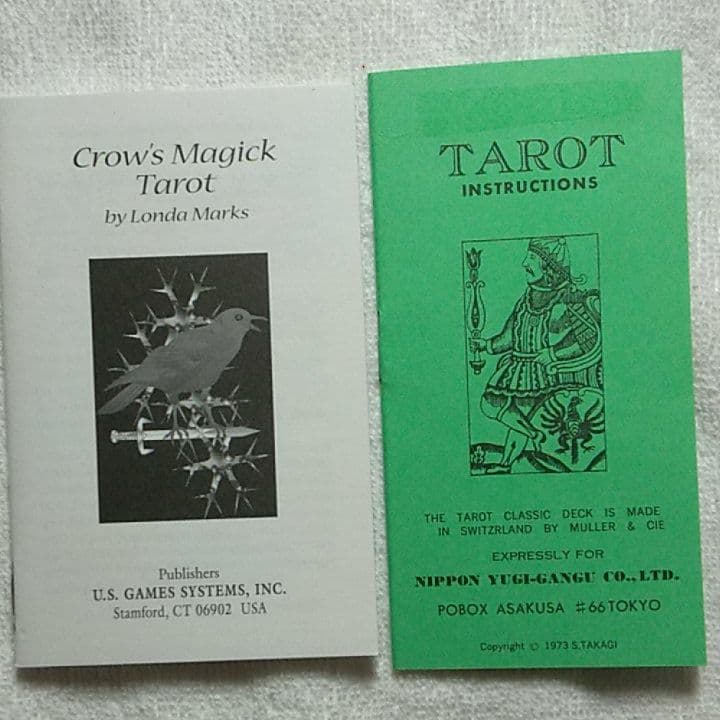 Crow's Magick
Tarot
by Londa Marks
Publishers
U.S. GAMES SYSTEMS, INC.
Stamford, CT 06902 USA
TAROT
INSTRUCTIONS
THE TAROT CLASSIC DECK IS MADE
IN SWITZRLAND BY MULLER & CIE
EXPRESSLY FOR
NIPPON YUGI-GANGU CO., LTD.
POBOX ASAKUSA #66 TOKYO
Copyright © 1973 S.TAKAGI